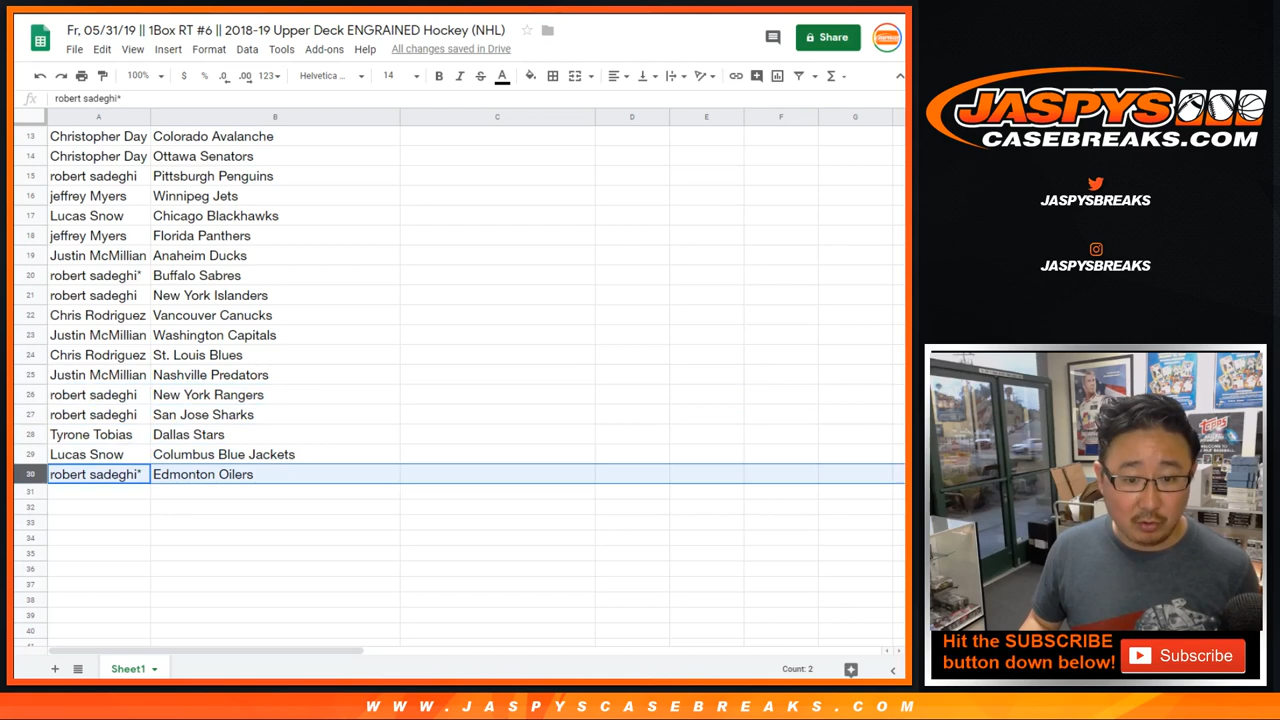 Fr, 05/31/19 || 1Box RT #6 || 2018-19 Upper Deck ENGRAINED Hockey (NHL)
File Edit View Insert Format Data Tools Add-ons Help All changes saved in Drive
Share
100% $ % .0 .00 123 Helvetica ... 14 B I S A
fx robert sadeghi*
A B C D E F G
13 Christopher Day Colorado Avalanche
14 Christopher Day Ottawa Senators
15 robert sadeghi Pittsburgh Penguins
16 jeffrey Myers Winnipeg Jets
17 Lucas Snow Chicago Blackhawks
18 jeffrey Myers Florida Panthers
19 Justin McMillian Anaheim Ducks
20 robert sadeghi* Buffalo Sabres
21 robert sadeghi New York Islanders
22 Chris Rodriguez Vancouver Canucks
23 Justin McMillian Washington Capitals
24 Chris Rodriguez St. Louis Blues
25 Justin McMillian Nashville Predators
26 robert sadeghi New York Rangers
27 robert sadeghi San Jose Sharks
28 Tyrone Tobias Dallas Stars
29 Lucas Snow Columbus Blue Jackets
30 robert sadeghi* Edmonton Oilers
31
32
33
34
35
36
37
38
39
40
Sheet1
Count: 2
JASPYS
CASEBREAKS.COM
JASPYSBREAKS
JASPYSBREAKS
TOPPS
Hit the SUBSCRIBE
button down below!
Subscribe
WWW.JASPYSCASEBREAKS.COM